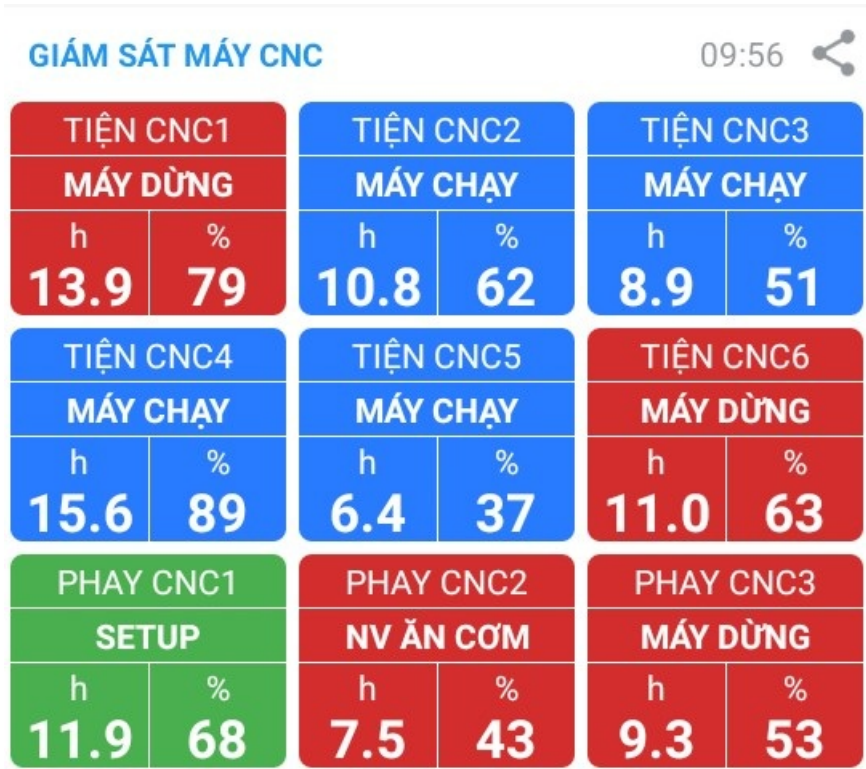 GIÁM SÁT MÁY CNC 09:56
TIỆN CNC1 TIỆN CNC2 TIỆN CNC3
MÁY DỪNG MÁY CHẠY MÁY CHẠY
h % h % h %
13.9 79 10.8 62 8.9 51
TIỆN CNC4 TIỆN CNC5 TIỆN CNC6
MÁY CHẠY MÁY CHẠY MÁY DỪNG
h % h % h %
15.6 89 6.4 37 11.0 63
PHAY CNC1 PHAY CNC2 PHAY CNC3
SETUP NV ĂN CƠM MÁY DỪNG
h % h % h %
11.9 68 7.5 43 9.3 53